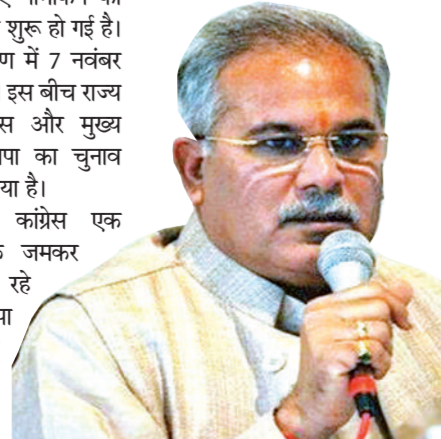 शुरू हो गई है।
में 7 नवंबर
इस बीच राज्य
और मुख्य
का चुनाव
है।
कांग्रेस एक
जमकर
रहे